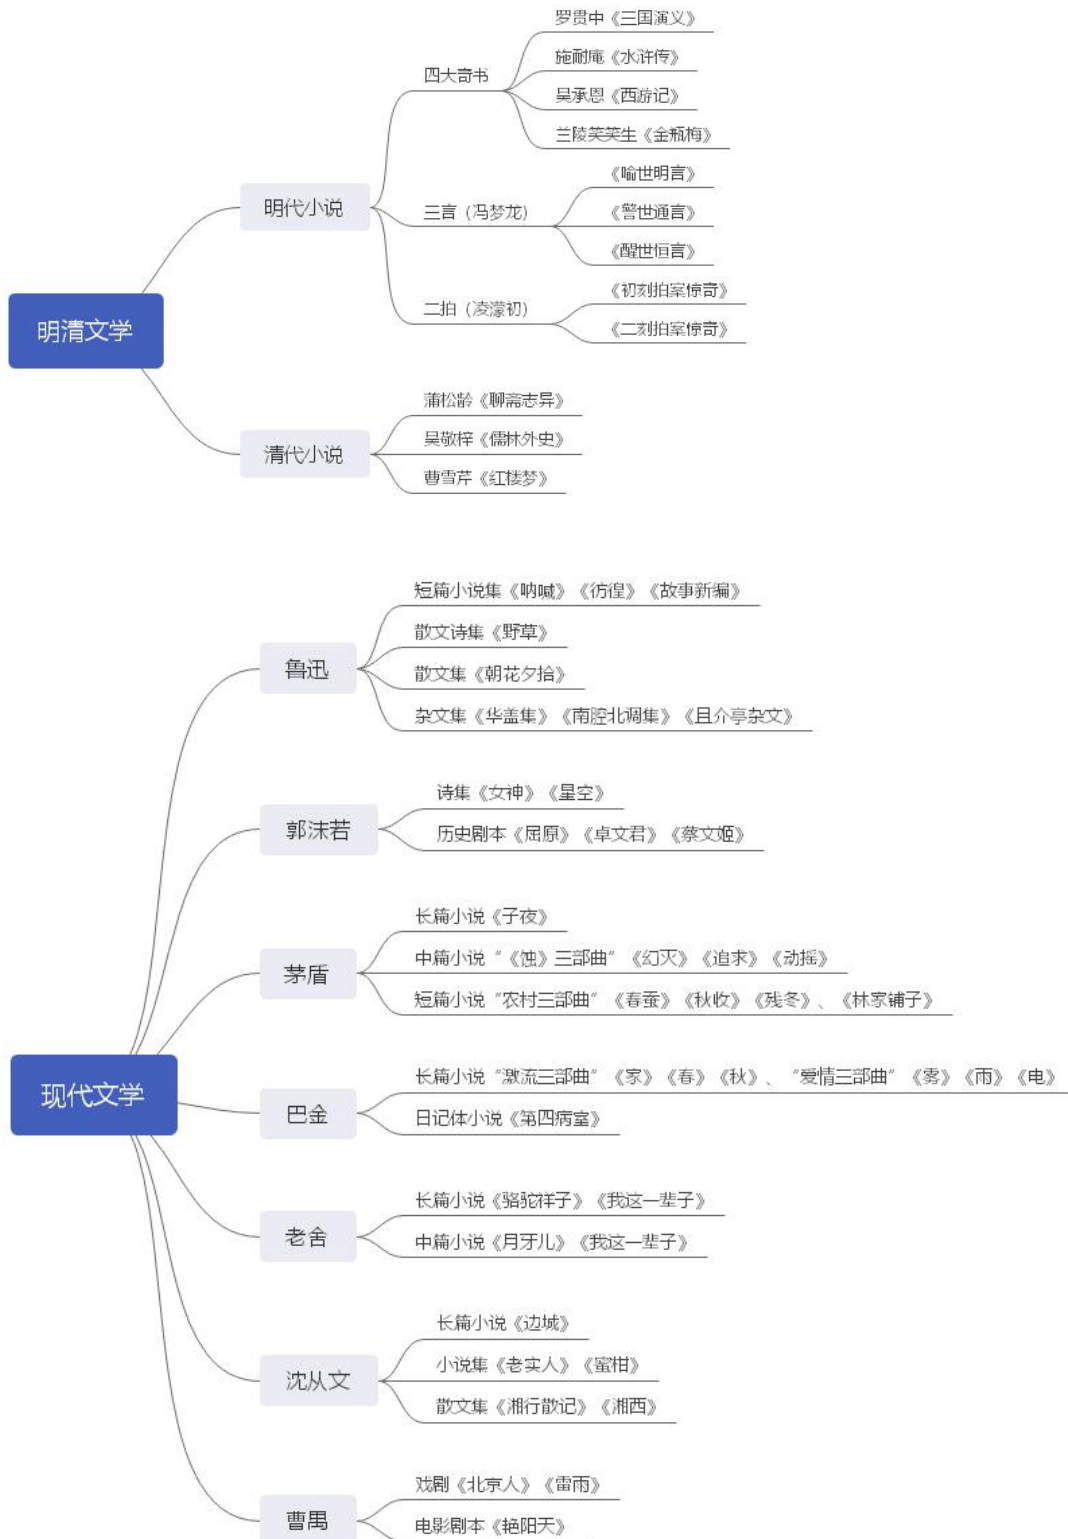 明清文学
明代小说
四大奇书
罗贯中《三国演义》
施耐庵《水浒传》
吴承恩《西游记》
兰陵笑笑生《金瓶梅》
三言（冯梦龙）
《喻世明言》
《警世通言》
《醒世恒言》
二拍（凌濛初）
《初刻拍案惊奇》
《二刻拍案惊奇》
清代小说
蒲松龄《聊斋志异》
吴敬梓《儒林外史》
曹雪芹《红楼梦》
现代文学
鲁迅
短篇小说集《呐喊》《彷徨》《故事新编》
散文诗集《野草》
散文集《朝花夕拾》
杂文集《华盖集》《南腔北调集》《且介亭杂文》
郭沫若
诗集《女神》《星空》
历史剧本《屈原》《卓文君》《蔡文姬》
茅盾
长篇小说《子夜》
中篇小说“《蚀》三部曲”《幻灭》《追求》《动摇》
短篇小说“农村三部曲”《春蚕》《秋收》《残冬》、《林家铺子》
巴金
长篇小说“激流三部曲”《家》《春》《秋》、“爱情三部曲”《雾》《雨》《电》
日记体小说《第四病室》
老舍
长篇小说《骆驼祥子》《我这一辈子》
中篇小说《月牙儿》《我这一辈子》
沈从文
长篇小说《边城》
小说集《老实人》《蜜柑》
散文集《湘行散记》《湘西》
曹禺
戏剧《北京人》《雷雨》
电影剧本《艳阳天》